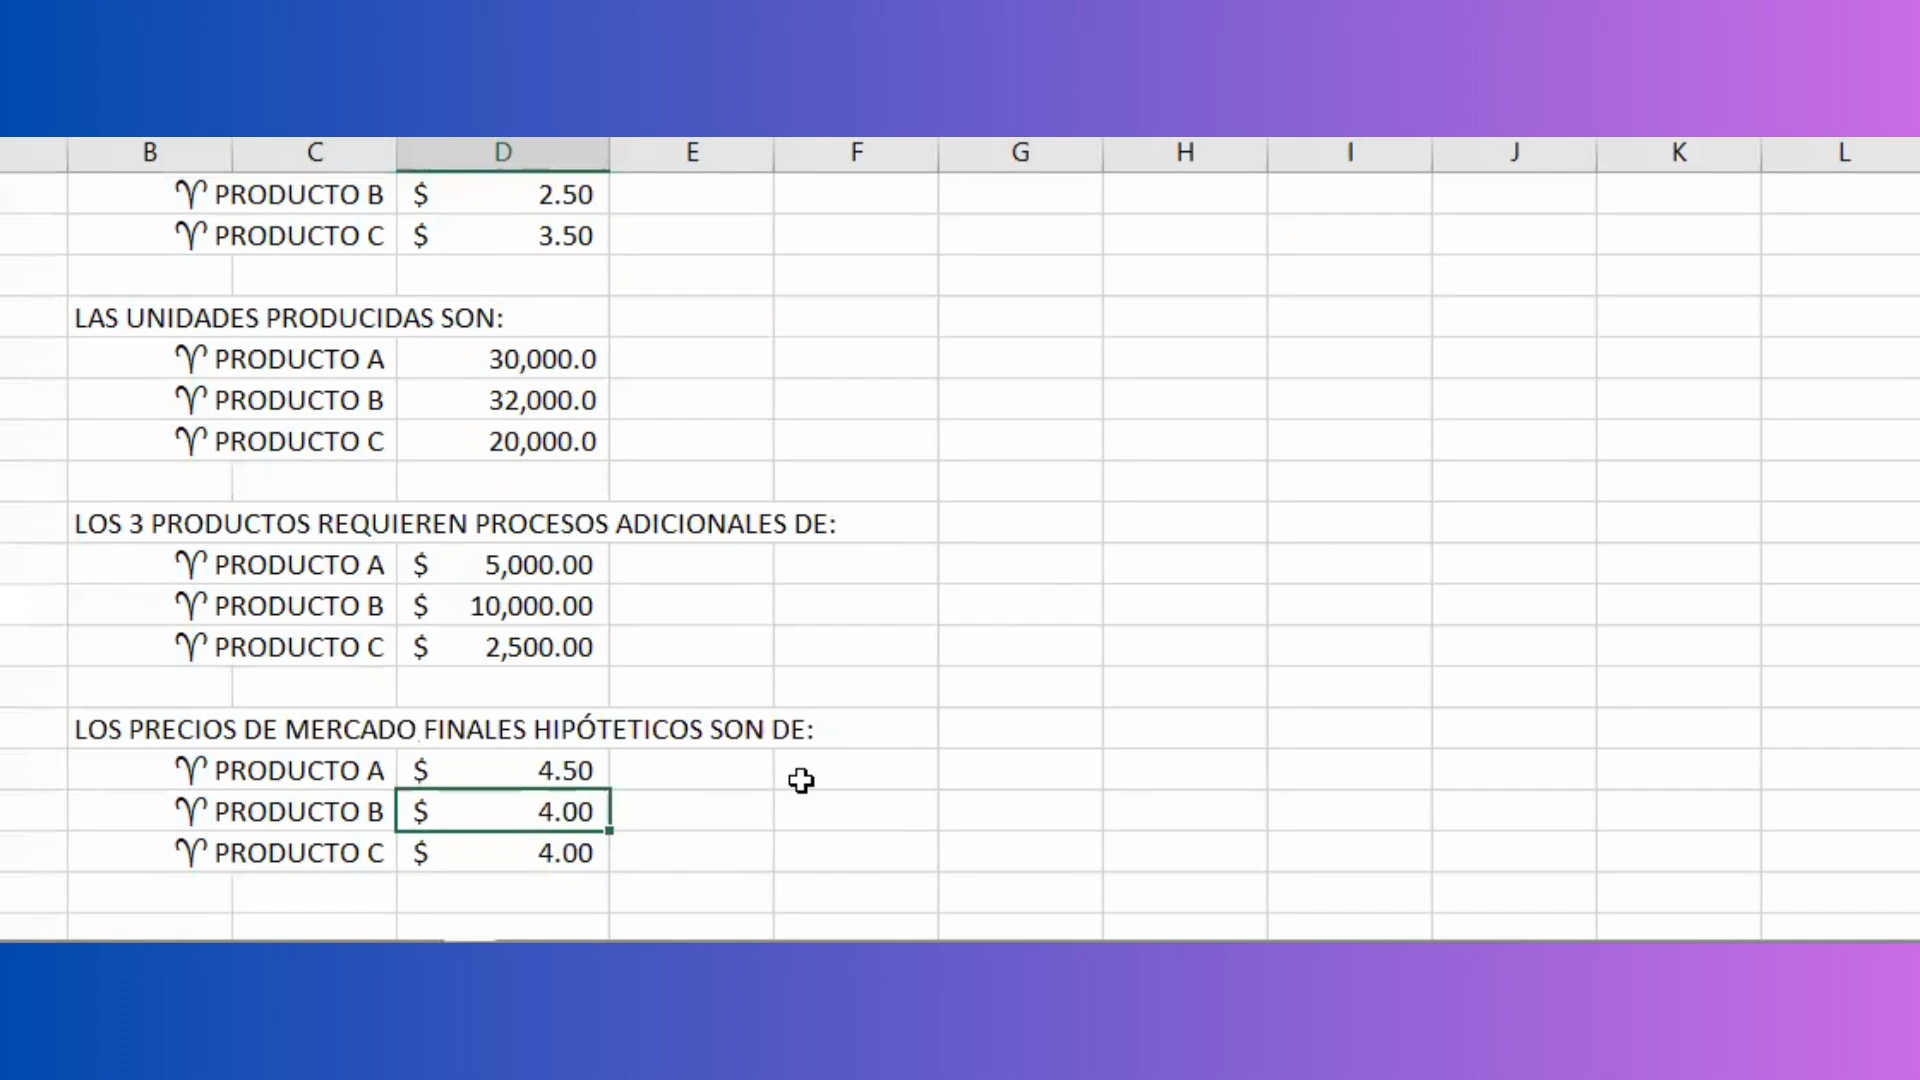 B C D E F G H I J K L
♈ PRODUCTO B $ 2.50
♈ PRODUCTO C $ 3.50
LAS UNIDADES PRODUCIDAS SON:
♈ PRODUCTO A 30,000.0
♈ PRODUCTO B 32,000.0
♈ PRODUCTO C 20,000.0
LOS 3 PRODUCTOS REQUIEREN PROCESOS ADICIONALES DE:
♈ PRODUCTO A $ 5,000.00
♈ PRODUCTO B $ 10,000.00
♈ PRODUCTO C $ 2,500.00
LOS PRECIOS DE MERCADO FINALES HIPÓTETICOS SON DE:
♈ PRODUCTO A $ 4.50
♈ PRODUCTO B $ 4.00
♈ PRODUCTO C $ 4.00